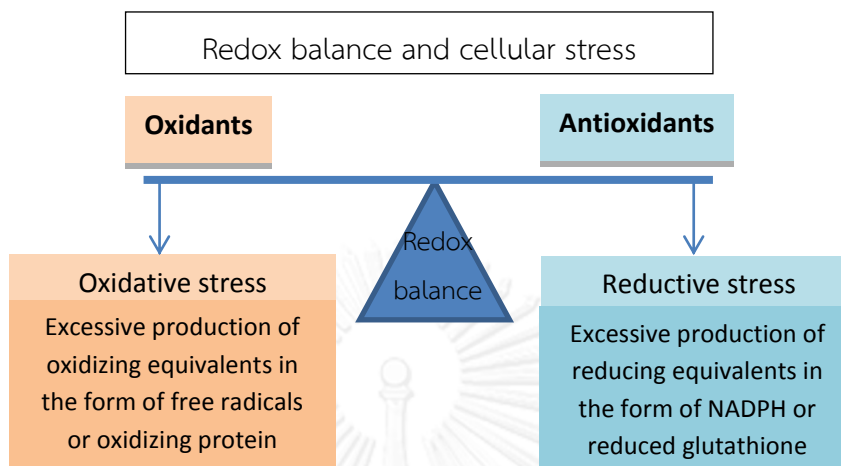 Redox balance and cellular stress
Oxidants
Antioxidants
Redox
balance
Oxidative stress
Excessive production of
oxidizing equivalents in
the form of free radicals
or oxidizing protein
Reductive stress
Excessive production of
reducing equivalents in
the form of NADPH or
reduced glutathione